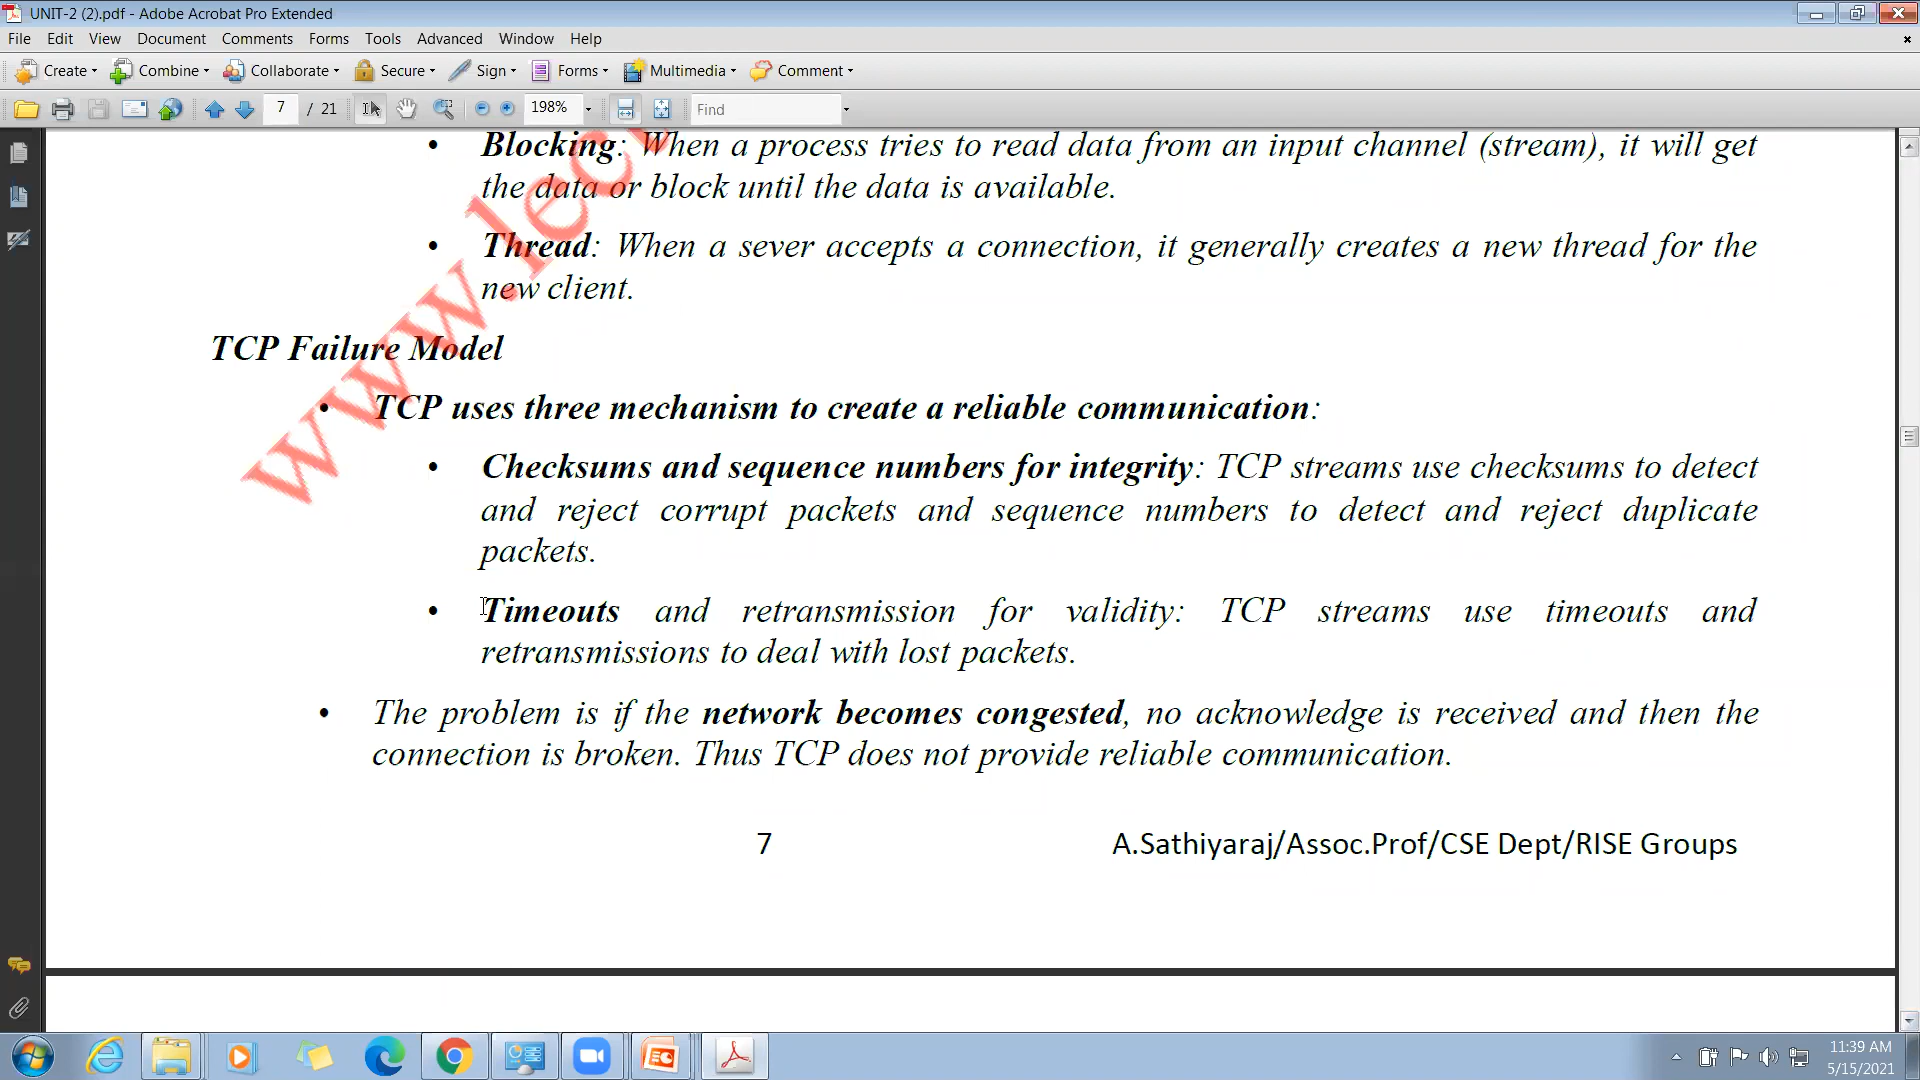 UNIT-2 (2).pdf - Adobe Acrobat Pro Extended
File Edit View Document Comments Forms Tools Advanced Window Help
Create Combine Collaborate Secure Sign Forms Multimedia Comment
7 / 21 198% Find
• Blocking: When a process tries to read data from an input channel (stream), it will get
the data or block until the data is available.
• Thread: When a sever accepts a connection, it generally creates a new thread for the
new client.
TCP Failure Model
• TCP uses three mechanism to create a reliable communication:
• Checksums and sequence numbers for integrity: TCP streams use checksums to detect
and reject corrupt packets and sequence numbers to detect and reject duplicate
packets.
• Timeouts and retransmission for validity: TCP streams use timeouts and
retransmissions to deal with lost packets.
• The problem is if the network becomes congested, no acknowledge is received and then the
connection is broken. Thus TCP does not provide reliable communication.
www.lec
7 A.Sathiyaraj/Assoc.Prof/CSE Dept/RISE Groups
11:39 AM
5/15/2021